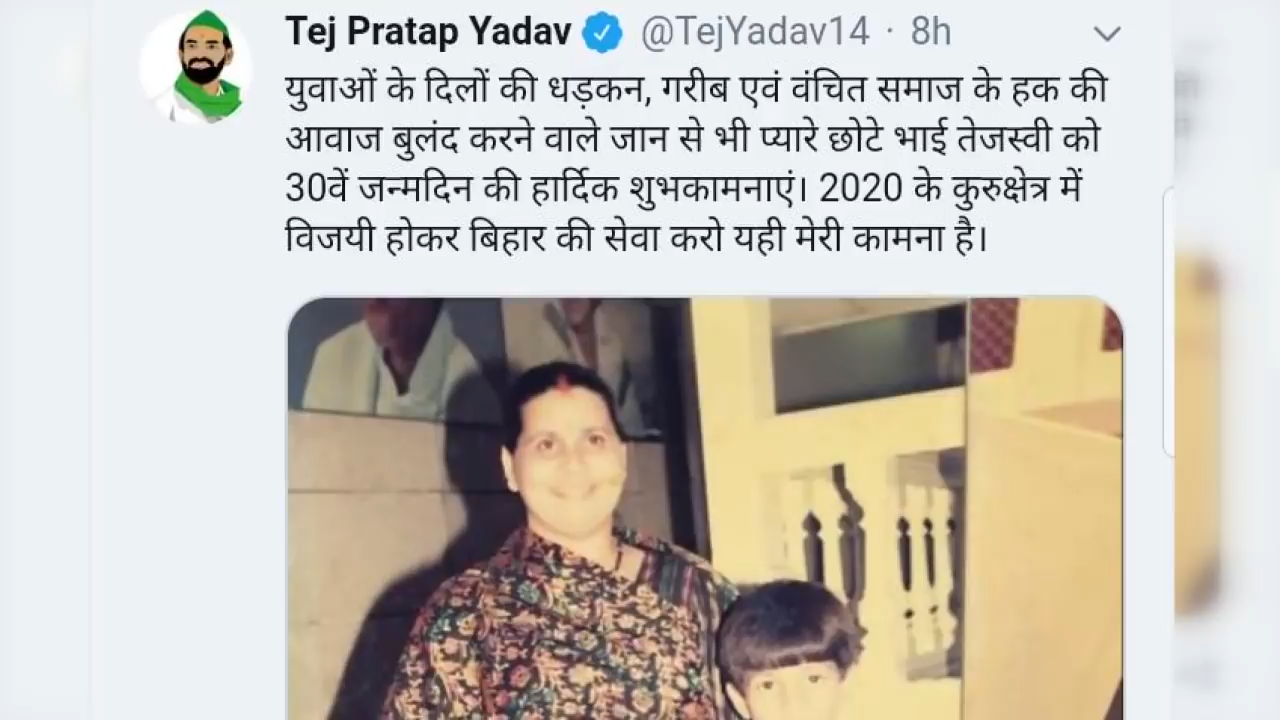 Tej Pratap Yadav @TejYadav14 · 8h
युवाओं के दिलों की धड़कन, गरीब एवं वंचित समाज के हक की
आवाज बुलंद करने वाले जान से भी प्यारे छोटे भाई तेजस्वी को
30वें जन्मदिन की हार्दिक शुभकामनाएं। 2020 के कुरुक्षेत्र में
विजयी होकर बिहार की सेवा करो यही मेरी कामना है।